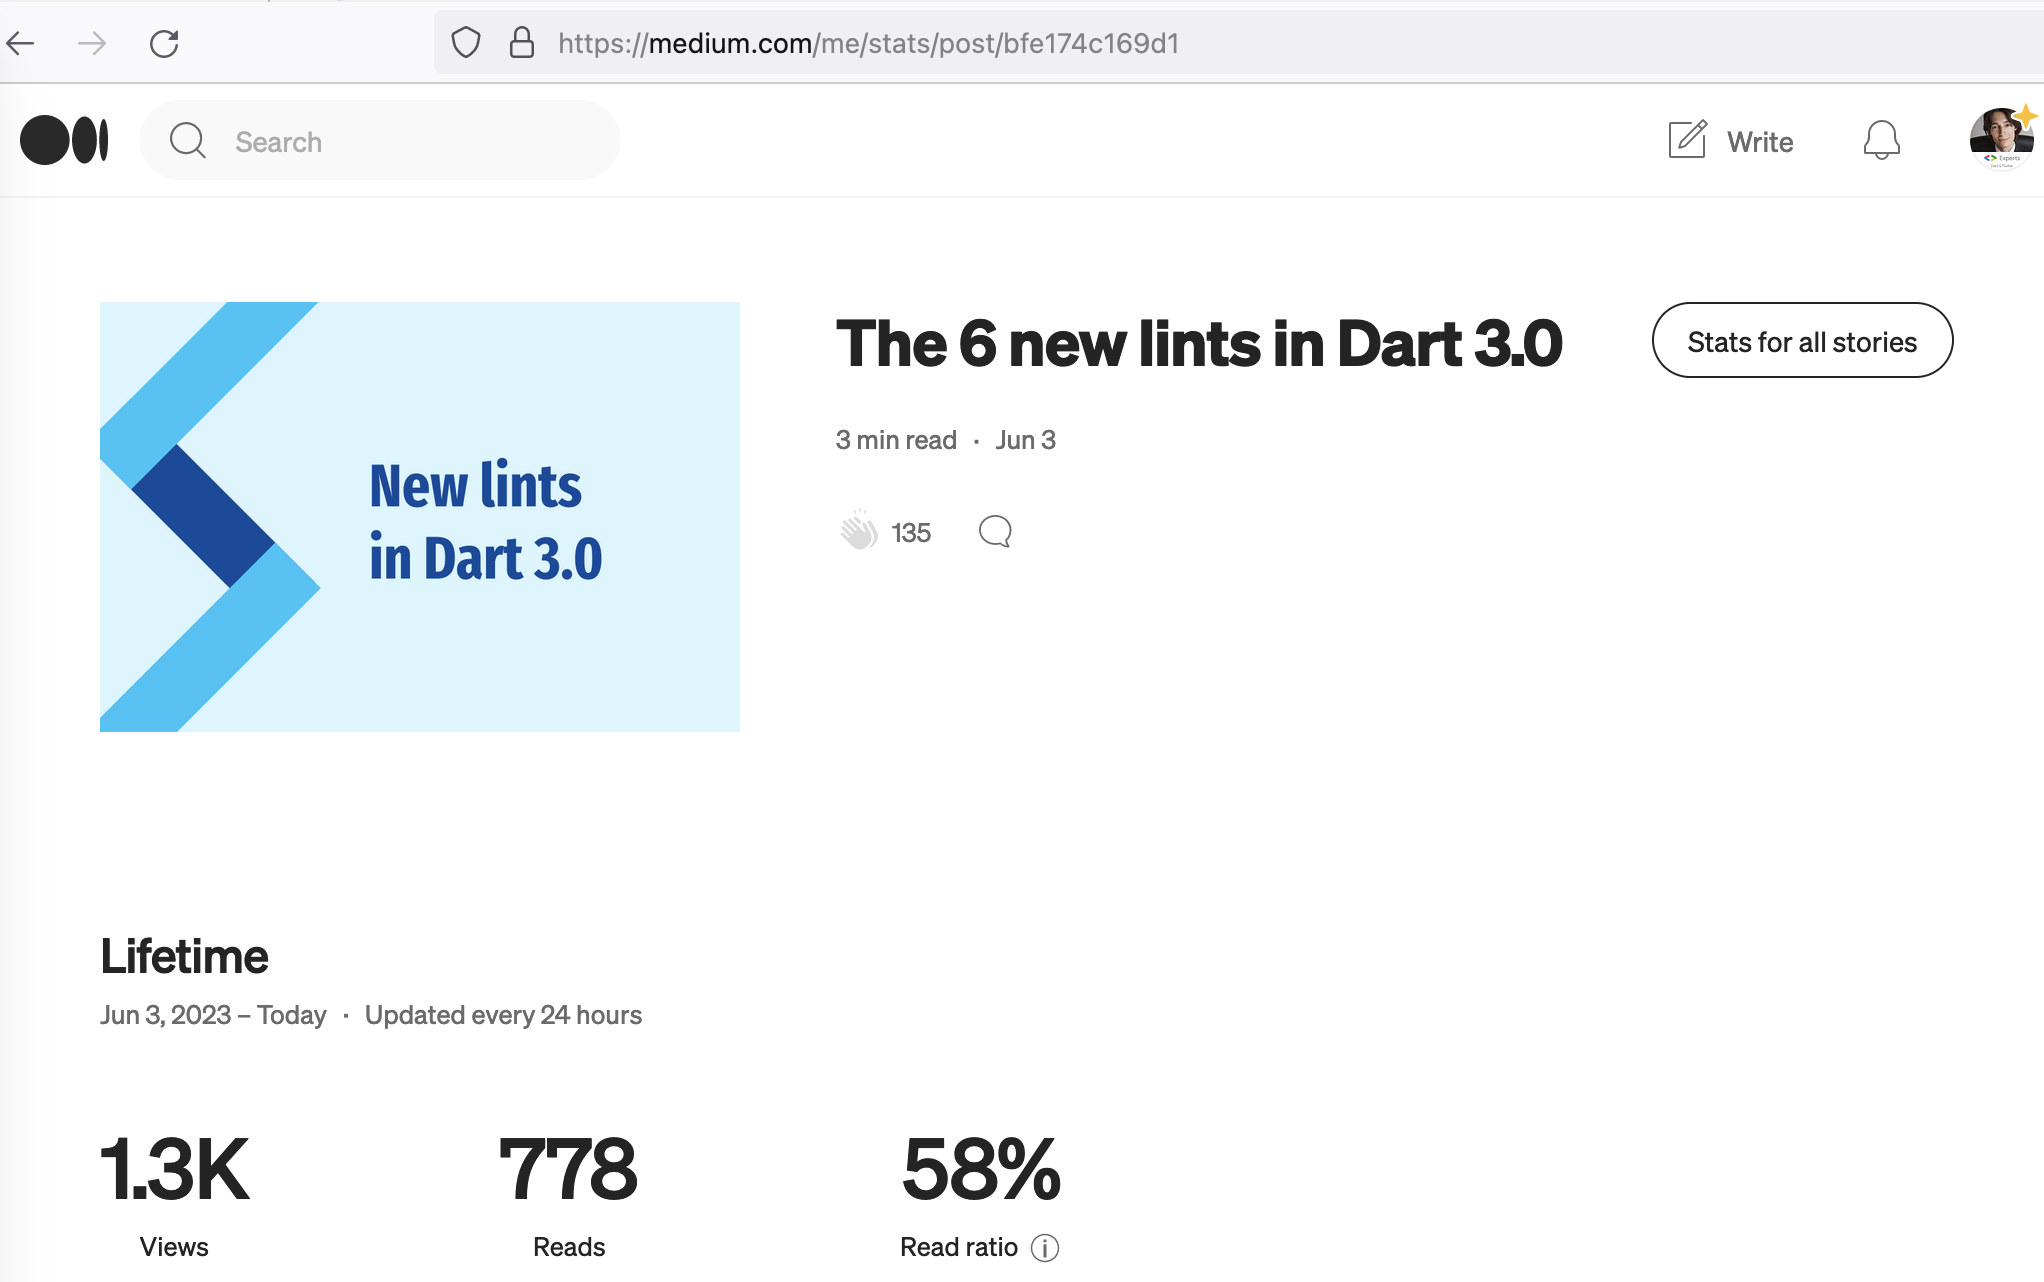 https://medium.com/me/stats/post/bfe174c169d1
Search
Write
Experts
The 6 new lints in Dart 3.0
Stats for all stories
3 min read · Jun 3
135
New lints
in Dart 3.0
Lifetime
Jun 3, 2023 – Today · Updated every 24 hours
1.3K
778
58%
Views
Reads
Read ratio